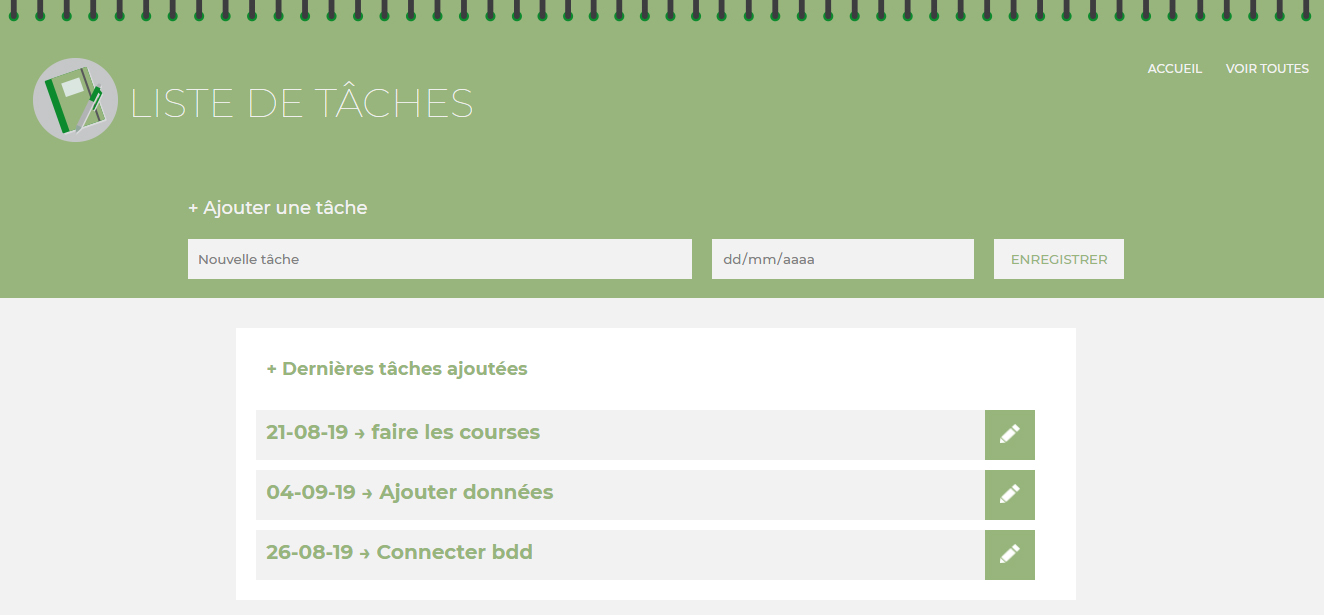 ACCUEIL VOIR TOUTES
LISTE DE TÂCHES
+ Ajouter une tâche
Nouvelle tâche dd/mm/aaaa ENREGISTRER
+ Dernières tâches ajoutées
21-08-19 → faire les courses
04-09-19 → Ajouter données
26-08-19 → Connecter bdd